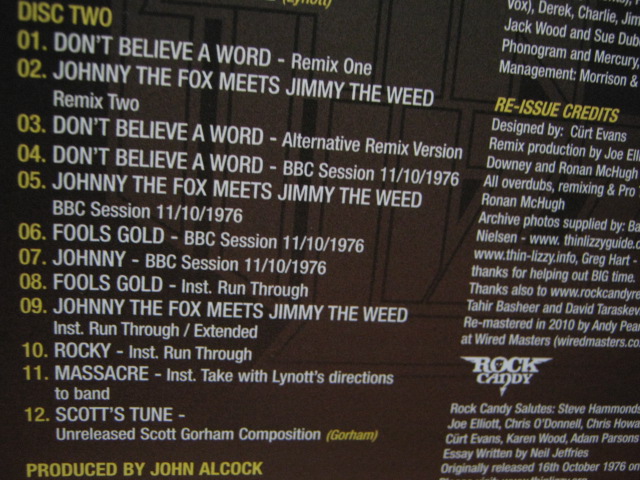 (Lynott)
DISC TWO
01. DON'T BELIEVE A WORD - Remix One
02. JOHNNY THE FOX MEETS JIMMY THE WEED
Remix Two
03. DON'T BELIEVE A WORD - Alternative Remix Version
04. DON'T BELIEVE A WORD - BBC Session 11/10/1976
05. JOHNNY THE FOX MEETS JIMMY THE WEED
BBC Session 11/10/1976
06. FOOLS GOLD - BBC Session 11/10/1976
07. JOHNNY - BBC Session 11/10/1976
08. FOOLS GOLD - Inst. Run Through
09. JOHNNY THE FOX MEETS JIMMY THE WEED
Inst. Run Through / Extended
10. ROCKY - Inst. Run Through
11. MASSACRE - Inst. Take with Lynott's directions
to band
12. SCOTT'S TUNE -
Unreleased Scott Gorham Composition (Gorham)
PRODUCED BY JOHN ALCOCK
Vox), Derek, Charlie, Jim
Jack Wood and Sue Dub
Phonogram and Mercury,
Management: Morrison &
RE-ISSUE CREDITS
Designed by: Cürt Evans
Remix production by Joe Ell
Downey and Ronan McHugh
All overdubs, remixing & Pro
Ronan McHugh
Archive photos supplied by: Ba
Nielsen - www. thinlizzyguide.c
www.thin-lizzy.info, Greg Hart -
thanks for helping out BIG time.
Thanks also to www.rockcandyre
Tahir Basheer and David Taraskev
Re-mastered in 2010 by Andy Pear
at Wired Masters (wiredmasters.co
ROCK
CANDY
Rock Candy Salutes: Steve Hammonds
Joe Elliott, Chris O'Donnell, Chris Howa
Cürt Evans, Karen Wood, Adam Parsons
Essay Written by Neil Jeffries
Originally released 16th October 1976 on